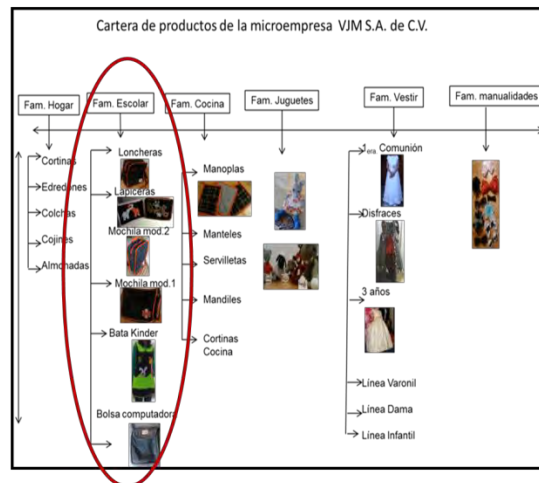 Cartera de productos de la microempresa VJM S.A. de C.V.
Fam. Hogar
Fam. Escolar
Fam. Cocina
Fam. Juguetes
Fam. Vestir
Fam. manualidades
Cortinas
Edredones
Colchas
Cojines
Almohadas
Loncheras
Lapiceras
Mochila mod.2
Mochila mod.1
Bata Kinder
Bolsa computadora
Manoplas
Manteles
Servilletas
Mandiles
Cortinas
Cocina
1era. Comunión
Disfraces
3 años
Línea Varonil
Línea Dama
Línea Infantil